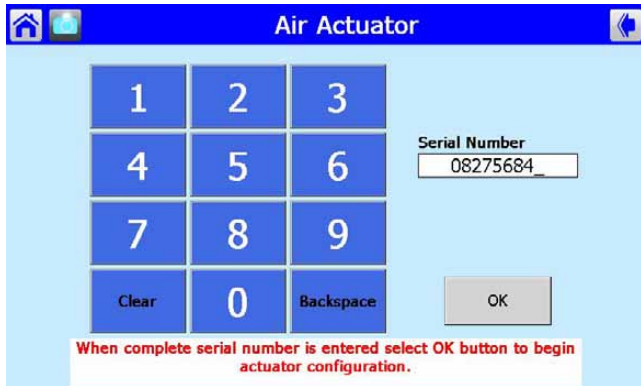 Air Actuator
1 2 3
Serial Number
4 5 6
08275684_
7 8 9
Clear 0 Backspace OK
When complete serial number is entered select OK button to begin
actuator configuration.